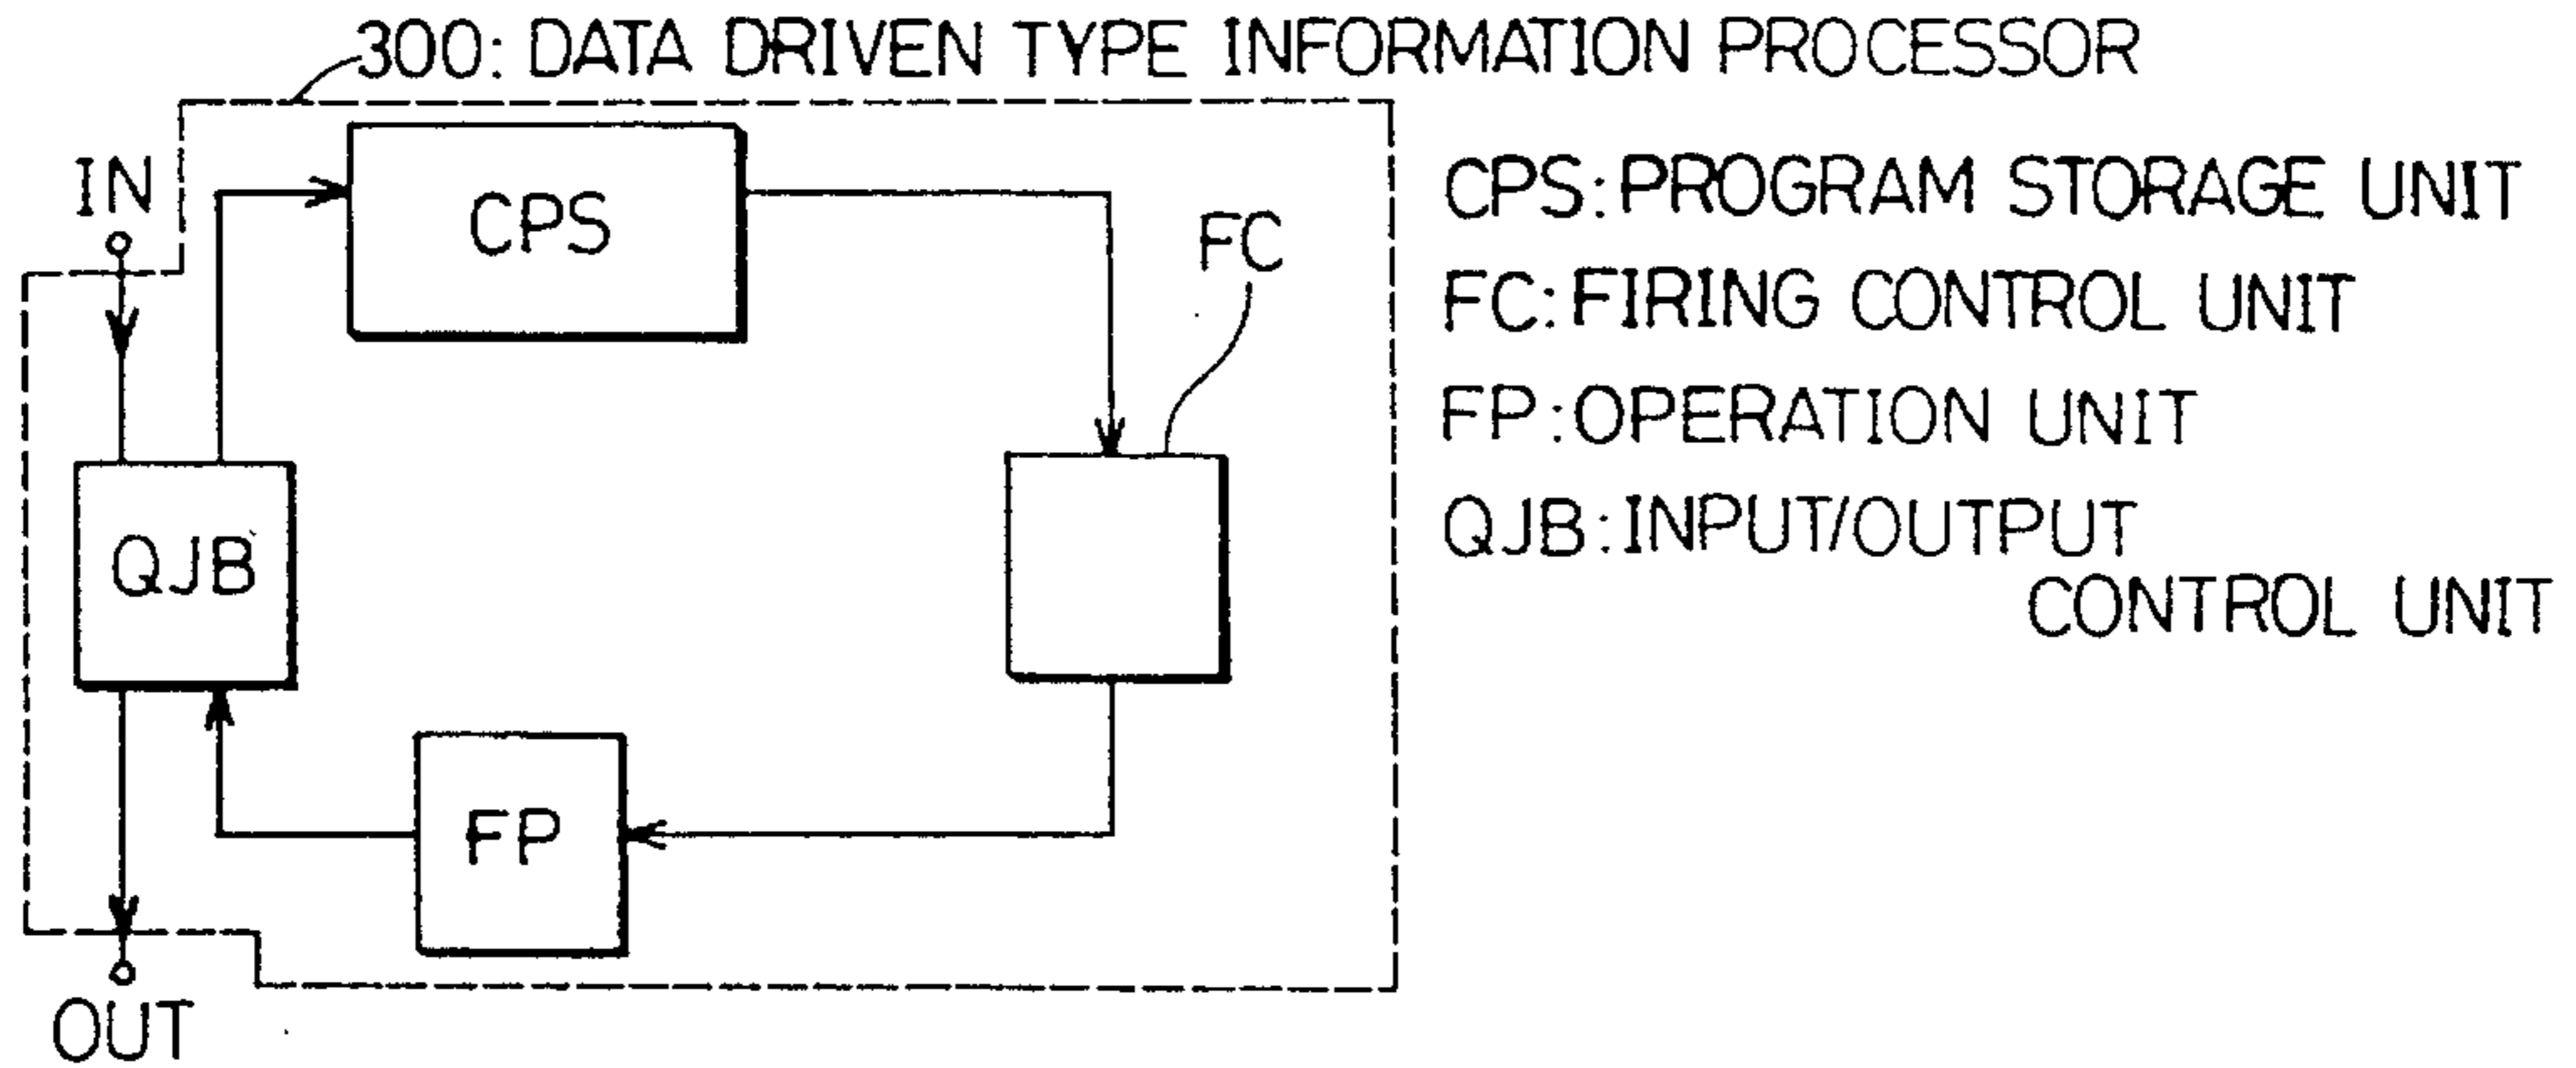 300: DATA DRIVEN TYPE INFORMATION PROCESSOR
IN
CPS
FC
QJB
FP
OUT
CPS: PROGRAM STORAGE UNIT
FC: FIRING CONTROL UNIT
FP: OPERATION UNIT
QJB: INPUT/OUTPUT
CONTROL UNIT